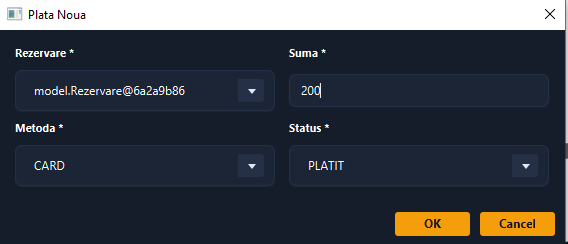 Plata Noua
Rezervare * Suma *
model.Rezervare@6a2a9b86 200
Metoda * Status *
CARD PLATIT
OK Cancel